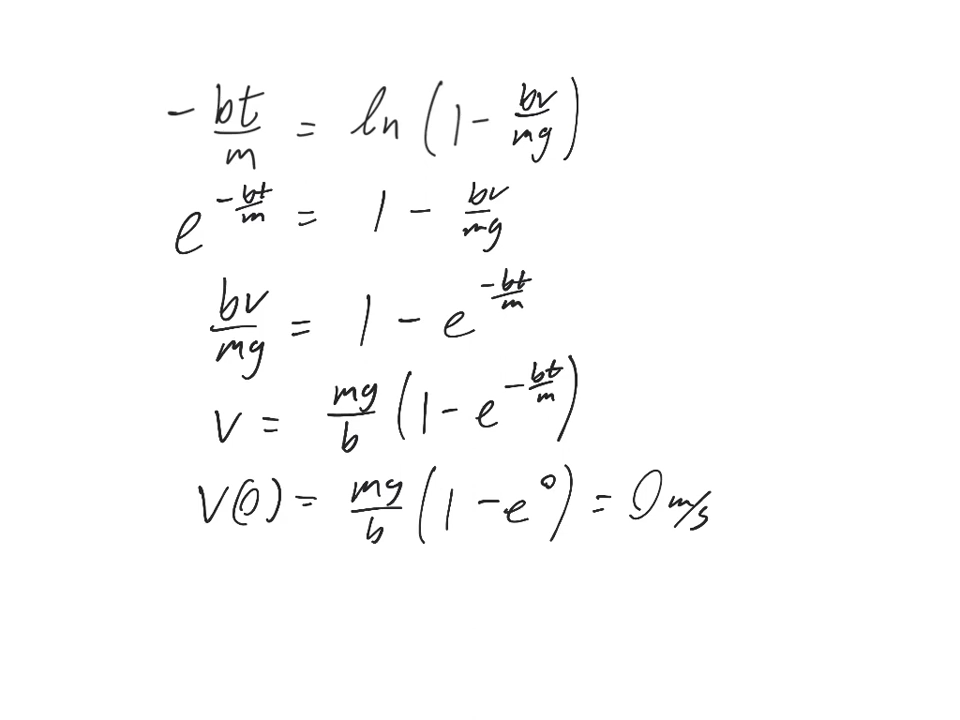 -bt/m = ln(1 - bv/mg)
e^(-bt/m) = 1 - bv/mg
bv/mg = 1 - e^(-bt/m)
v = mg/b (1 - e^(-bt/m))
v(0) = mg/b (1 - e^0) = 0 m/s